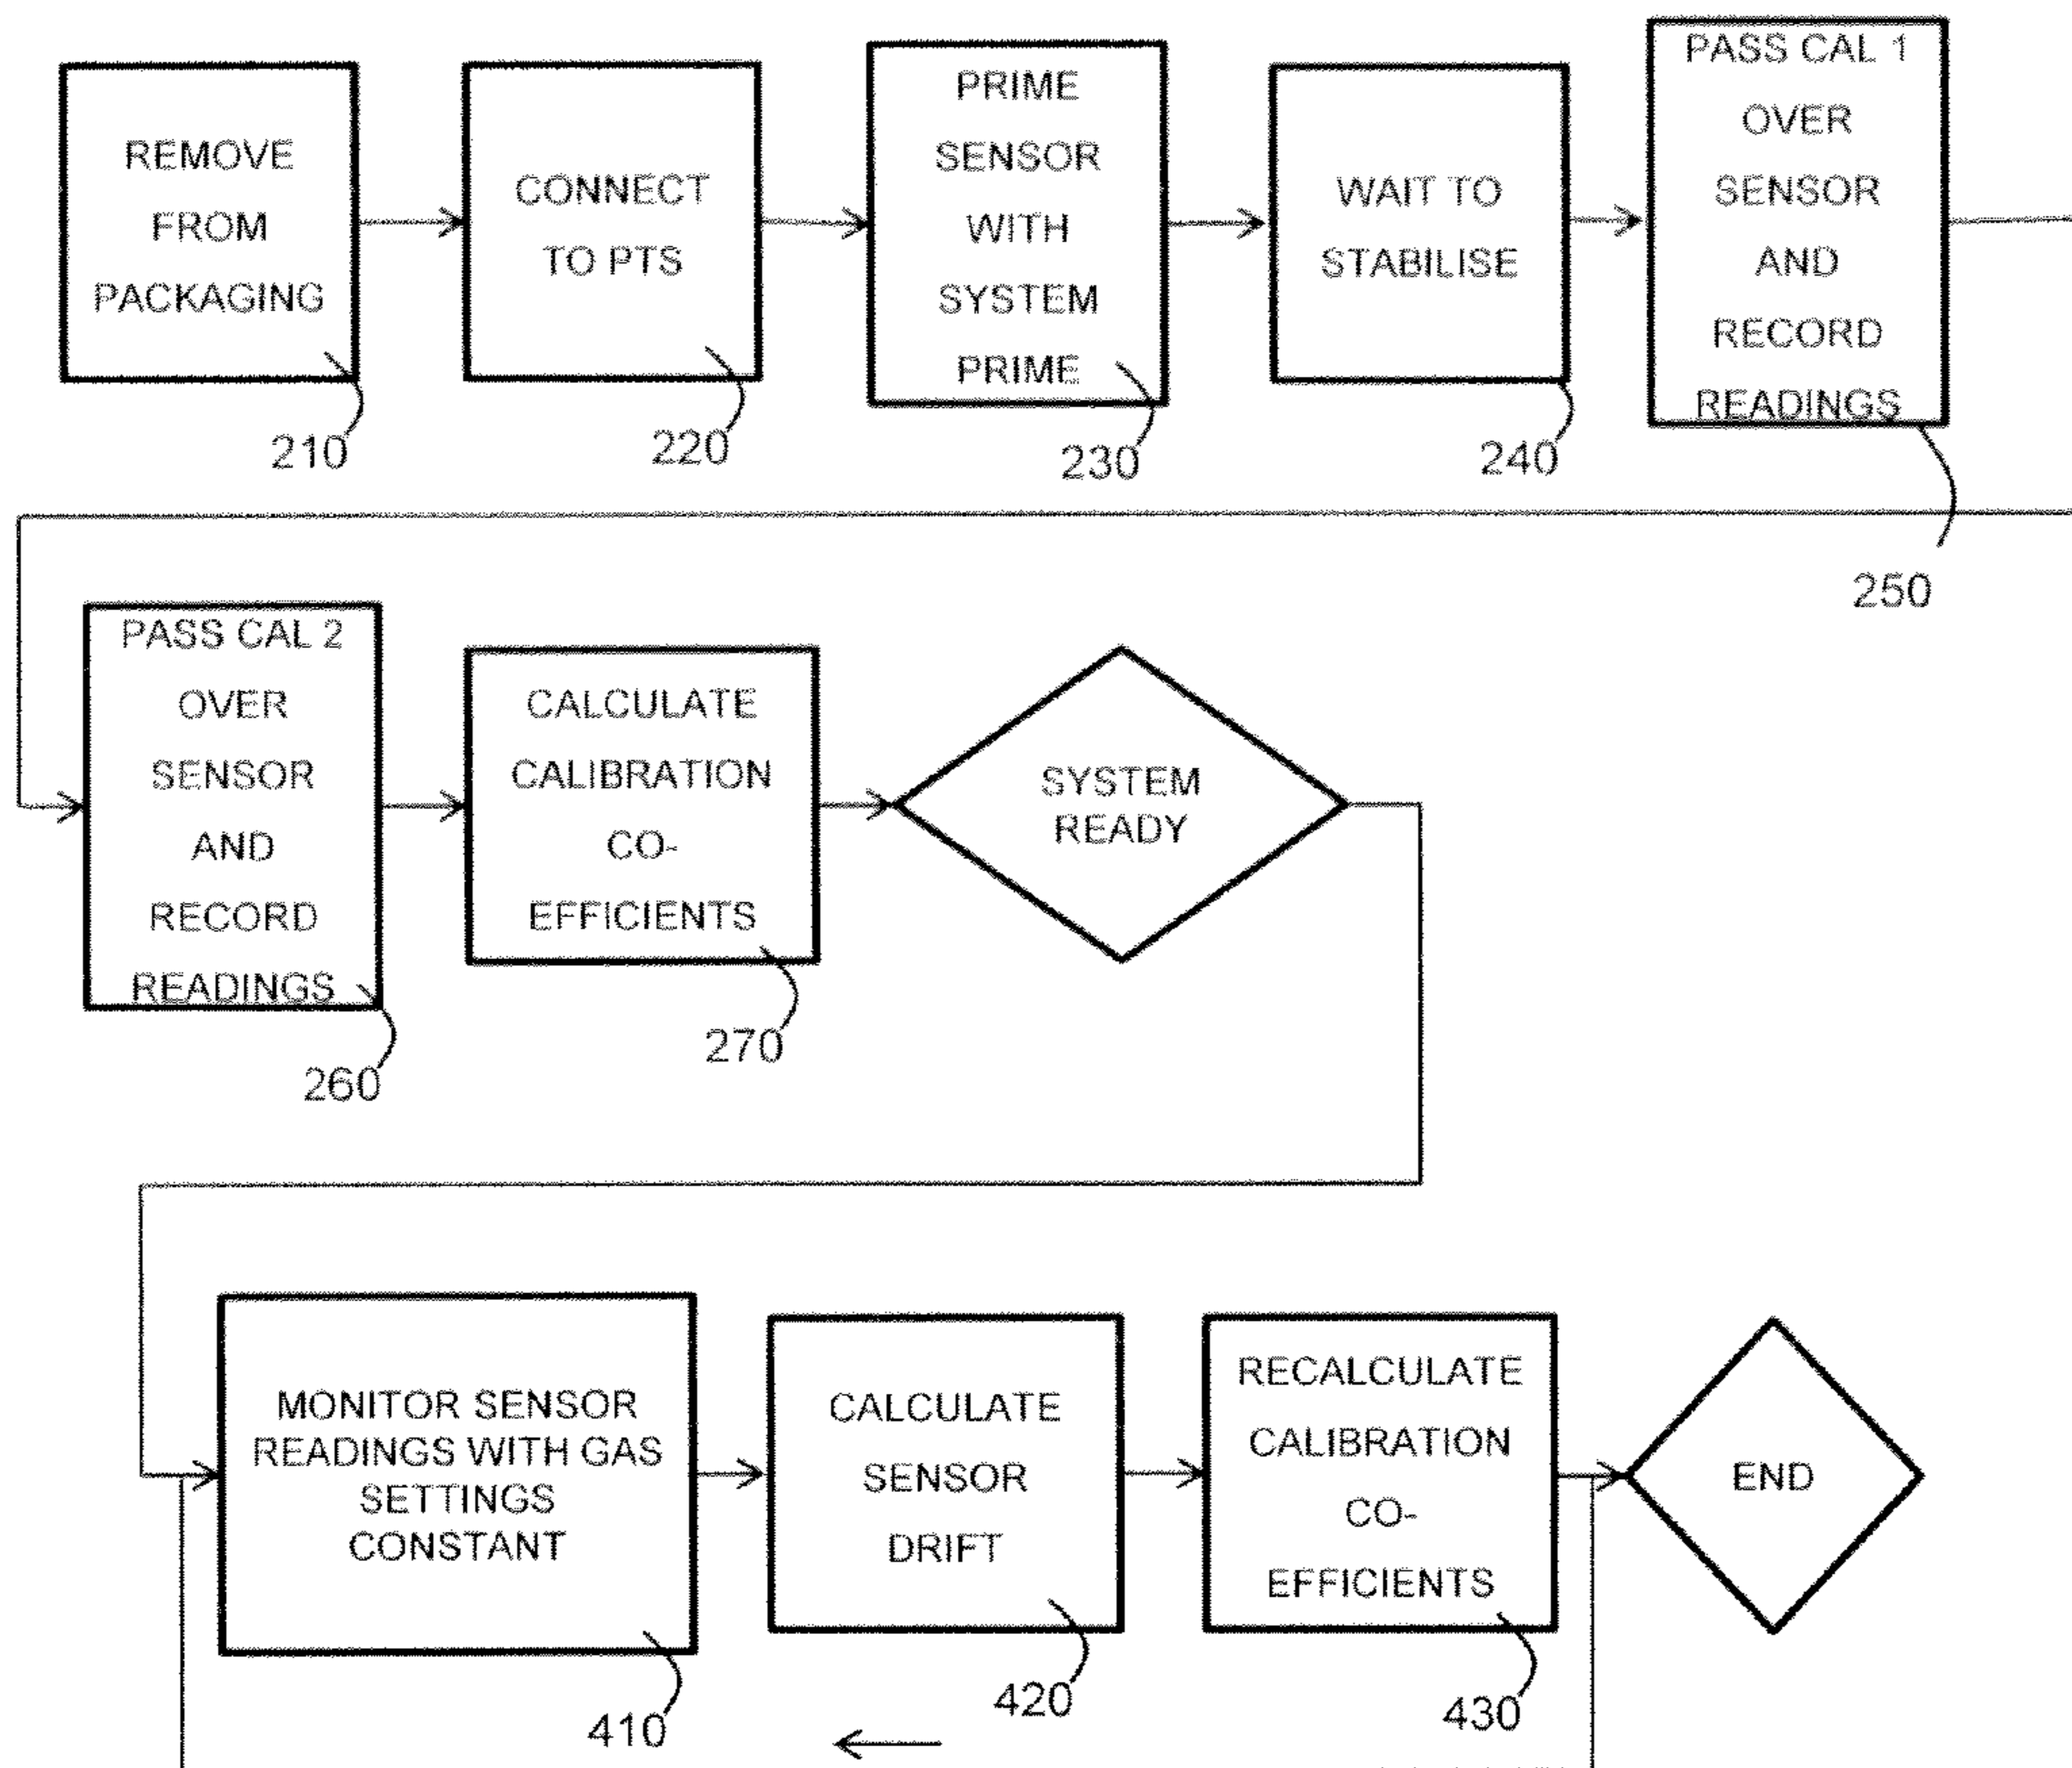 REMOVE
FROM
PACKAGING
210
CONNECT
TO PTS
220
PRIME
SENSOR
WITH
SYSTEM
PRIME
230
WAIT TO
STABILISE
240
PASS CAL 1
OVER
SENSOR
AND
RECORD
READINGS
250
PASS CAL 2
OVER
SENSOR
AND
RECORD
READINGS
260
CALCULATE
CALIBRATION
CO-
EFFICIENTS
270
SYSTEM
READY
MONITOR SENSOR
READINGS WITH GAS
SETTINGS
CONSTANT
410
CALCULATE
SENSOR
DRIFT
420
RECALCULATE
CALIBRATION
CO-
EFFICIENTS
430
END